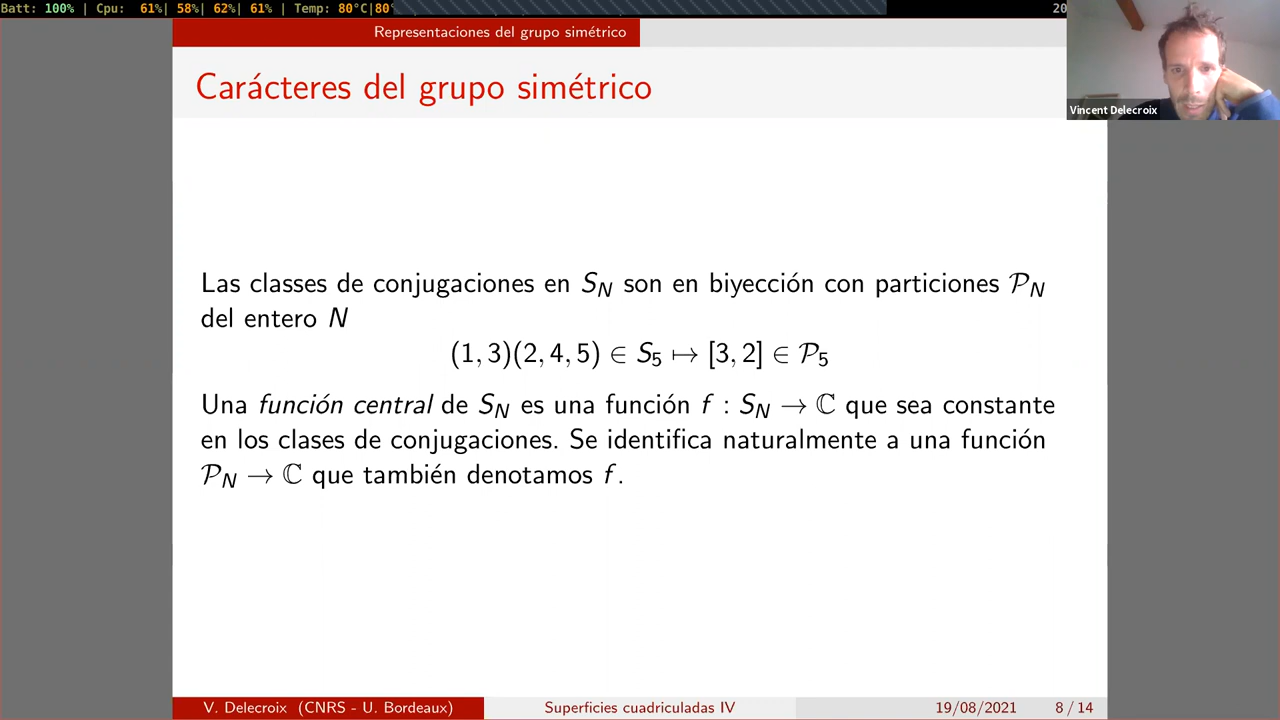 Batt: 100% | Cpu: 61%| 58%| 62%| 61% | Temp: 80°C|80°
20
Representaciones del grupo simétrico
Carácteres del grupo simétrico
Vincent Delecroix
Las classes de conjugaciones en S_N son en biyección con particiones 𝒫_N
del entero N
(1, 3)(2, 4, 5) ∈ S₅ ↦ [3, 2] ∈ 𝒫₅
Una función central de S_N es una función f : S_N → ℂ que sea constante
en los clases de conjugaciones. Se identifica naturalmente a una función
𝒫_N → ℂ que también denotamos f.
V. Delecroix (CNRS - U. Bordeaux) Superficies cuadriculadas IV 19/08/2021 8 / 14